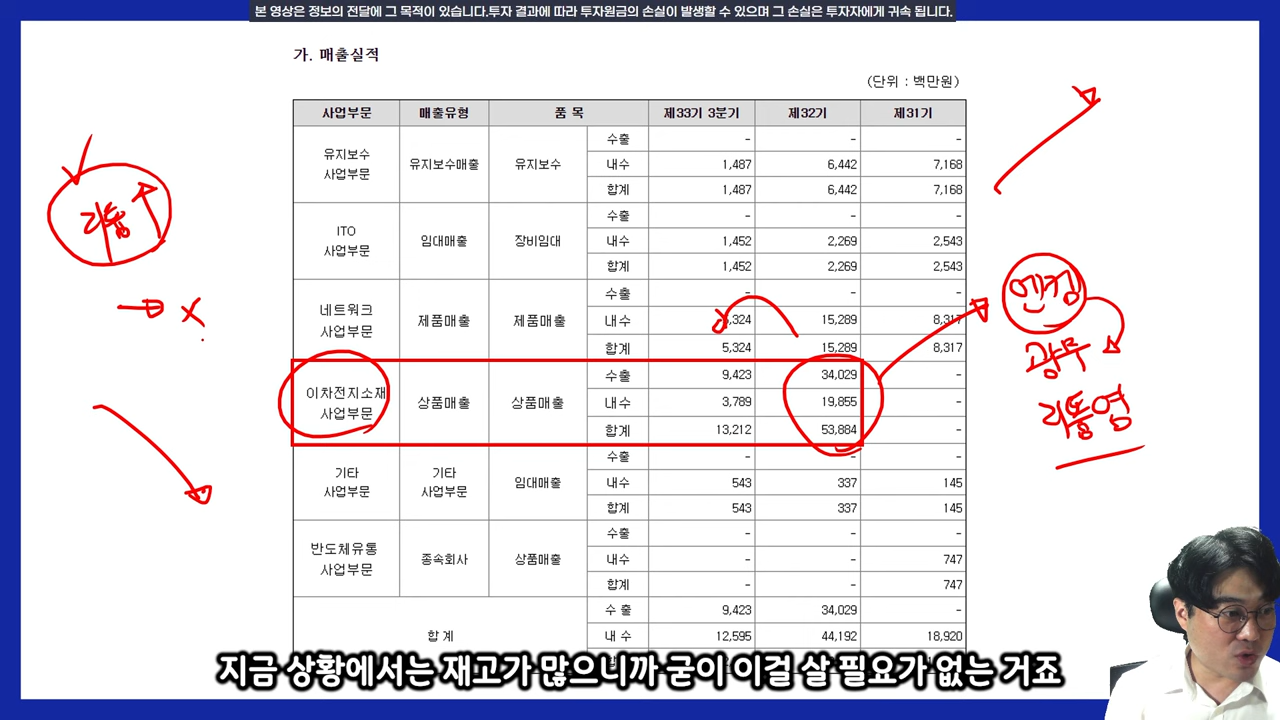 본 영상은 정보의 전달에 그 목적이 있습니다.투자 결과에 따라 투자원금의 손실이 발생할 수 있으며 그 손실은 투자자에게 귀속 됩니다.
가. 매출실적
(단위 : 백만원)
사업부문 매출유형 품 목 제33기 3분기 제32기 제31기
유지보수 사업부문 유지보수매출 유지보수 수출 - - -
내수 1,487 6,442 7,168
합계 1,487 6,442 7,168
ITO 사업부문 임대매출 장비임대 수출 - - -
내수 1,452 2,269 2,543
합계 1,452 2,269 2,543
네트워크 사업부문 제품매출 제품매출 수출 - - -
내수 5,324 15,289 8,317
합계 5,324 15,289 8,317
이차전지소재 사업부문 상품매출 상품매출 수출 9,423 34,029 -
내수 3,789 19,855 -
합계 13,212 53,884 -
기타 사업부문 기타 사업부문 임대매출 수출 - - -
내수 543 337 145
합계 543 337 145
반도체유통 사업부문 종속회사 상품매출 수출 - - -
내수 - - 747
합계 - - 747
합 계 수 출 9,423 34,029 -
내 수 12,595 44,192 18,920
리튬
X
엔켐
광무
리튬염
지금 상황에서는 재고가 많으니까 굳이 이걸 살 필요가 없는 거죠